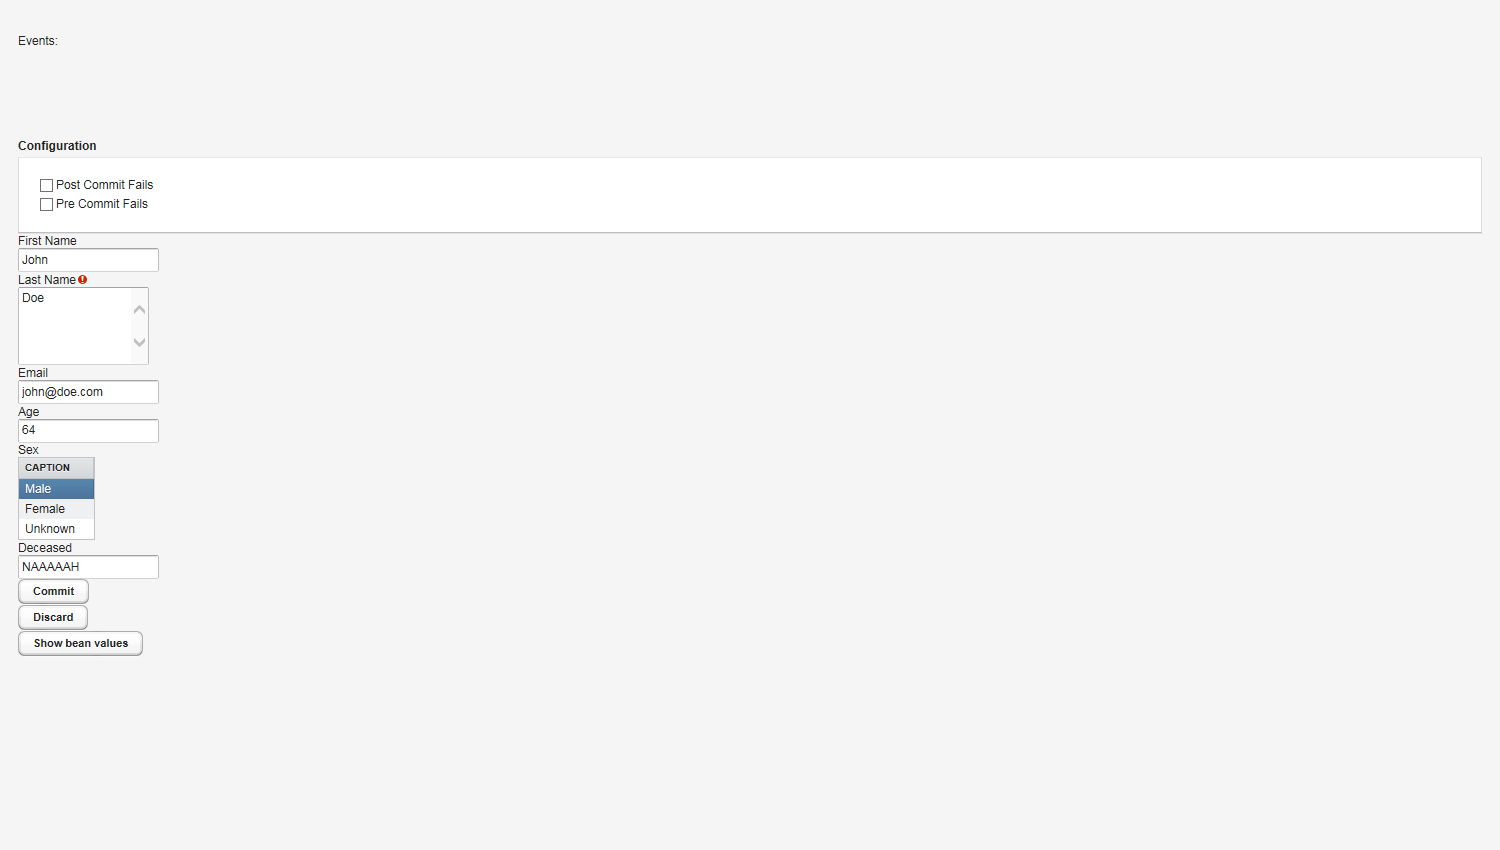 Events:
Configuration
Post Commit Fails
Pre Commit Fails
First Name
John
Last Name
Doe
Email
john@doe.com
Age
64
Sex
CAPTION
Male
Female
Unknown
Deceased
NAAAAAH
Commit
Discard
Show bean values